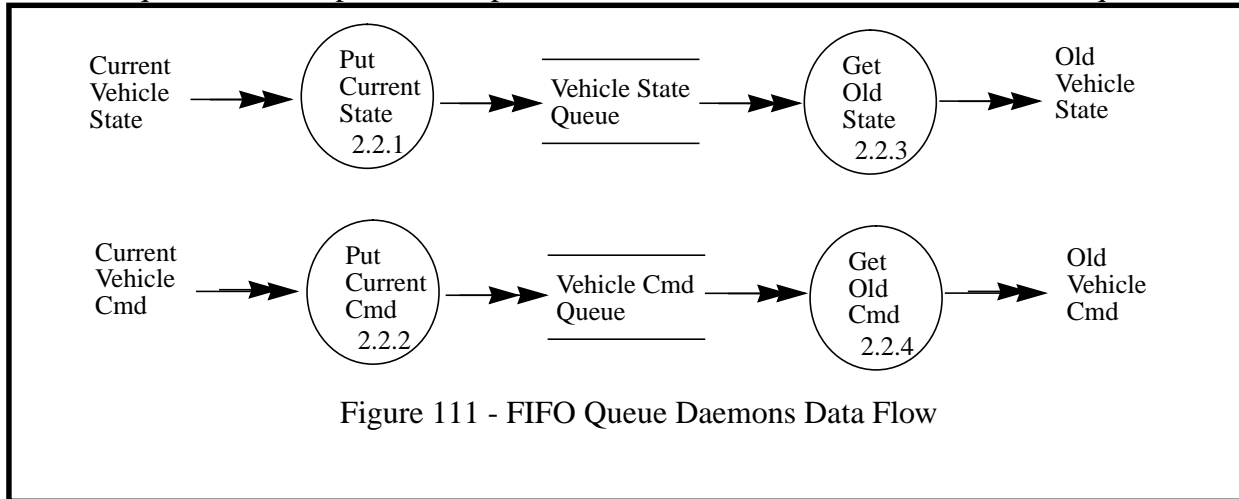 Current
Vehicle
State
Put
Current
State
2.2.1
Vehicle State
Queue
Get
Old
State
2.2.3
Old
Vehicle
State
Current
Vehicle
Cmd
Put
Current
Cmd
2.2.2
Vehicle Cmd
Queue
Get
Old
Cmd
2.2.4
Old
Vehicle
Cmd
Figure 111 - FIFO Queue Daemons Data Flow